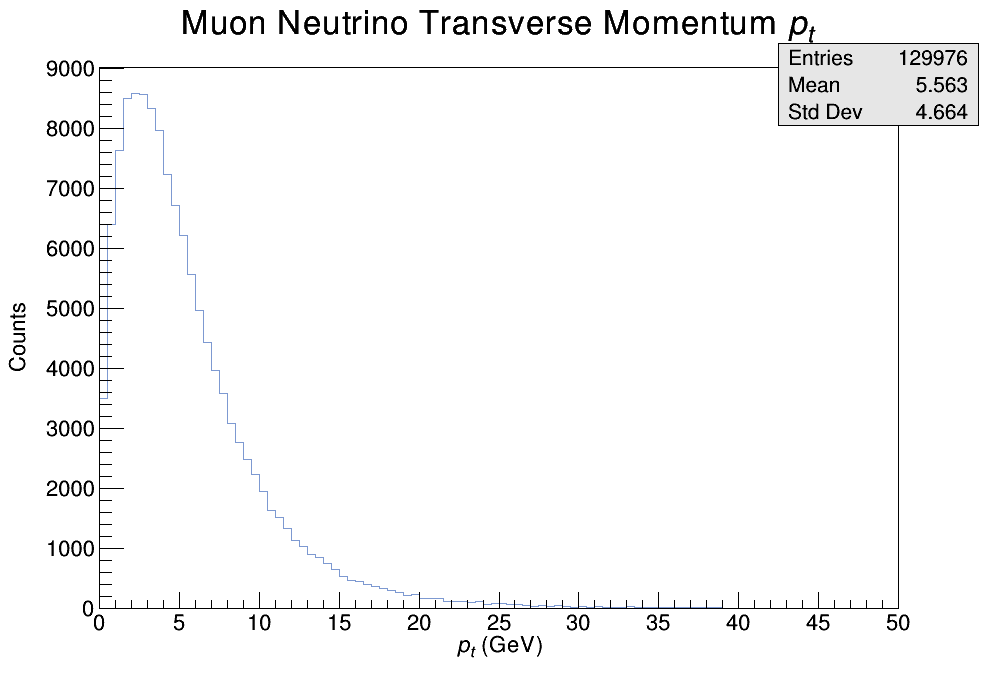 Muon Neutrino Transverse Momentum pt
Entries 129976
Mean 5.563
Std Dev 4.664
9000
8000
7000
6000
5000
4000
3000
2000
1000
0
Counts
0 5 10 15 20 25 30 35 40 45 50
pt (GeV)